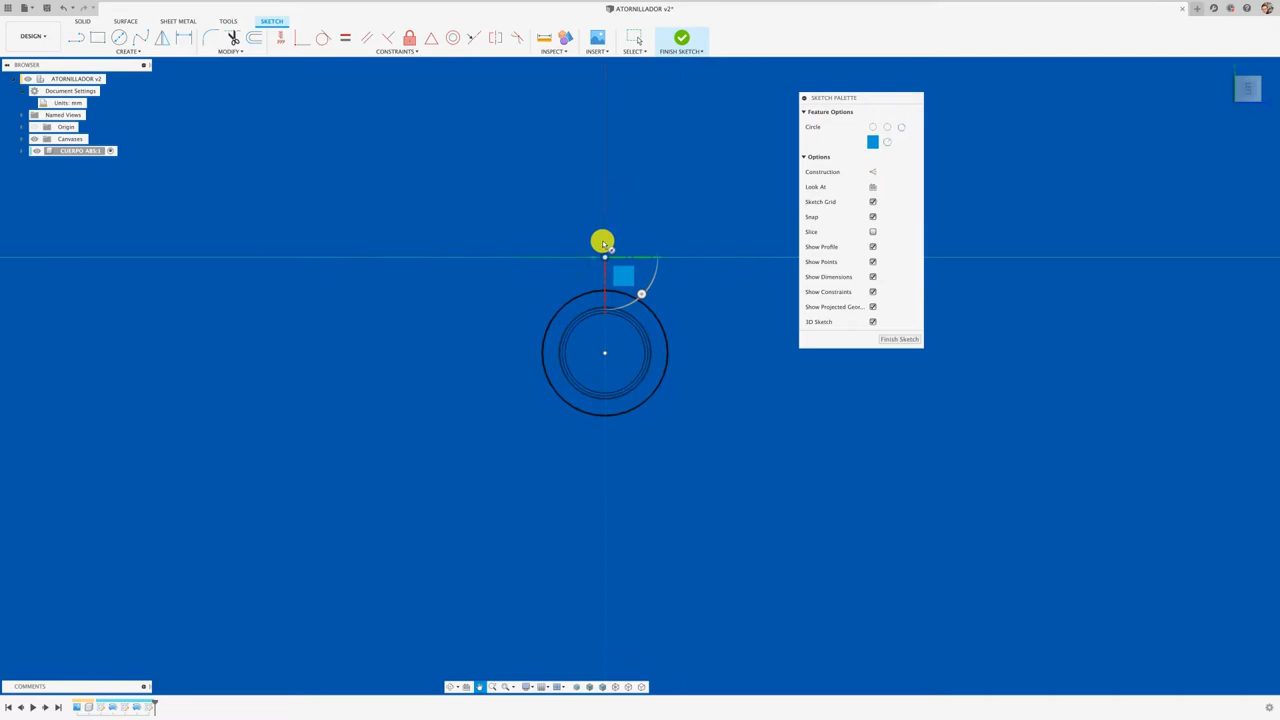 ATORNILLADOR v2*
DESIGN
SOLID
SURFACE
SHEET METAL
TOOLS
SKETCH
CREATE
MODIFY
CONSTRAINTS
INSPECT
INSERT
SELECT
FINISH SKETCH
BROWSER
ATORNILLADOR v2
Document Settings
Units: mm
Named Views
Origin
Canvases
CUERPO ABS:1
SKETCH PALETTE
Feature Options
Circle
Options
Construction
Look At
Sketch Grid
Snap
Slice
Show Profile
Show Points
Show Dimensions
Show Constraints
Show Projected Geor...
3D Sketch
Finish Sketch
COMMENTS